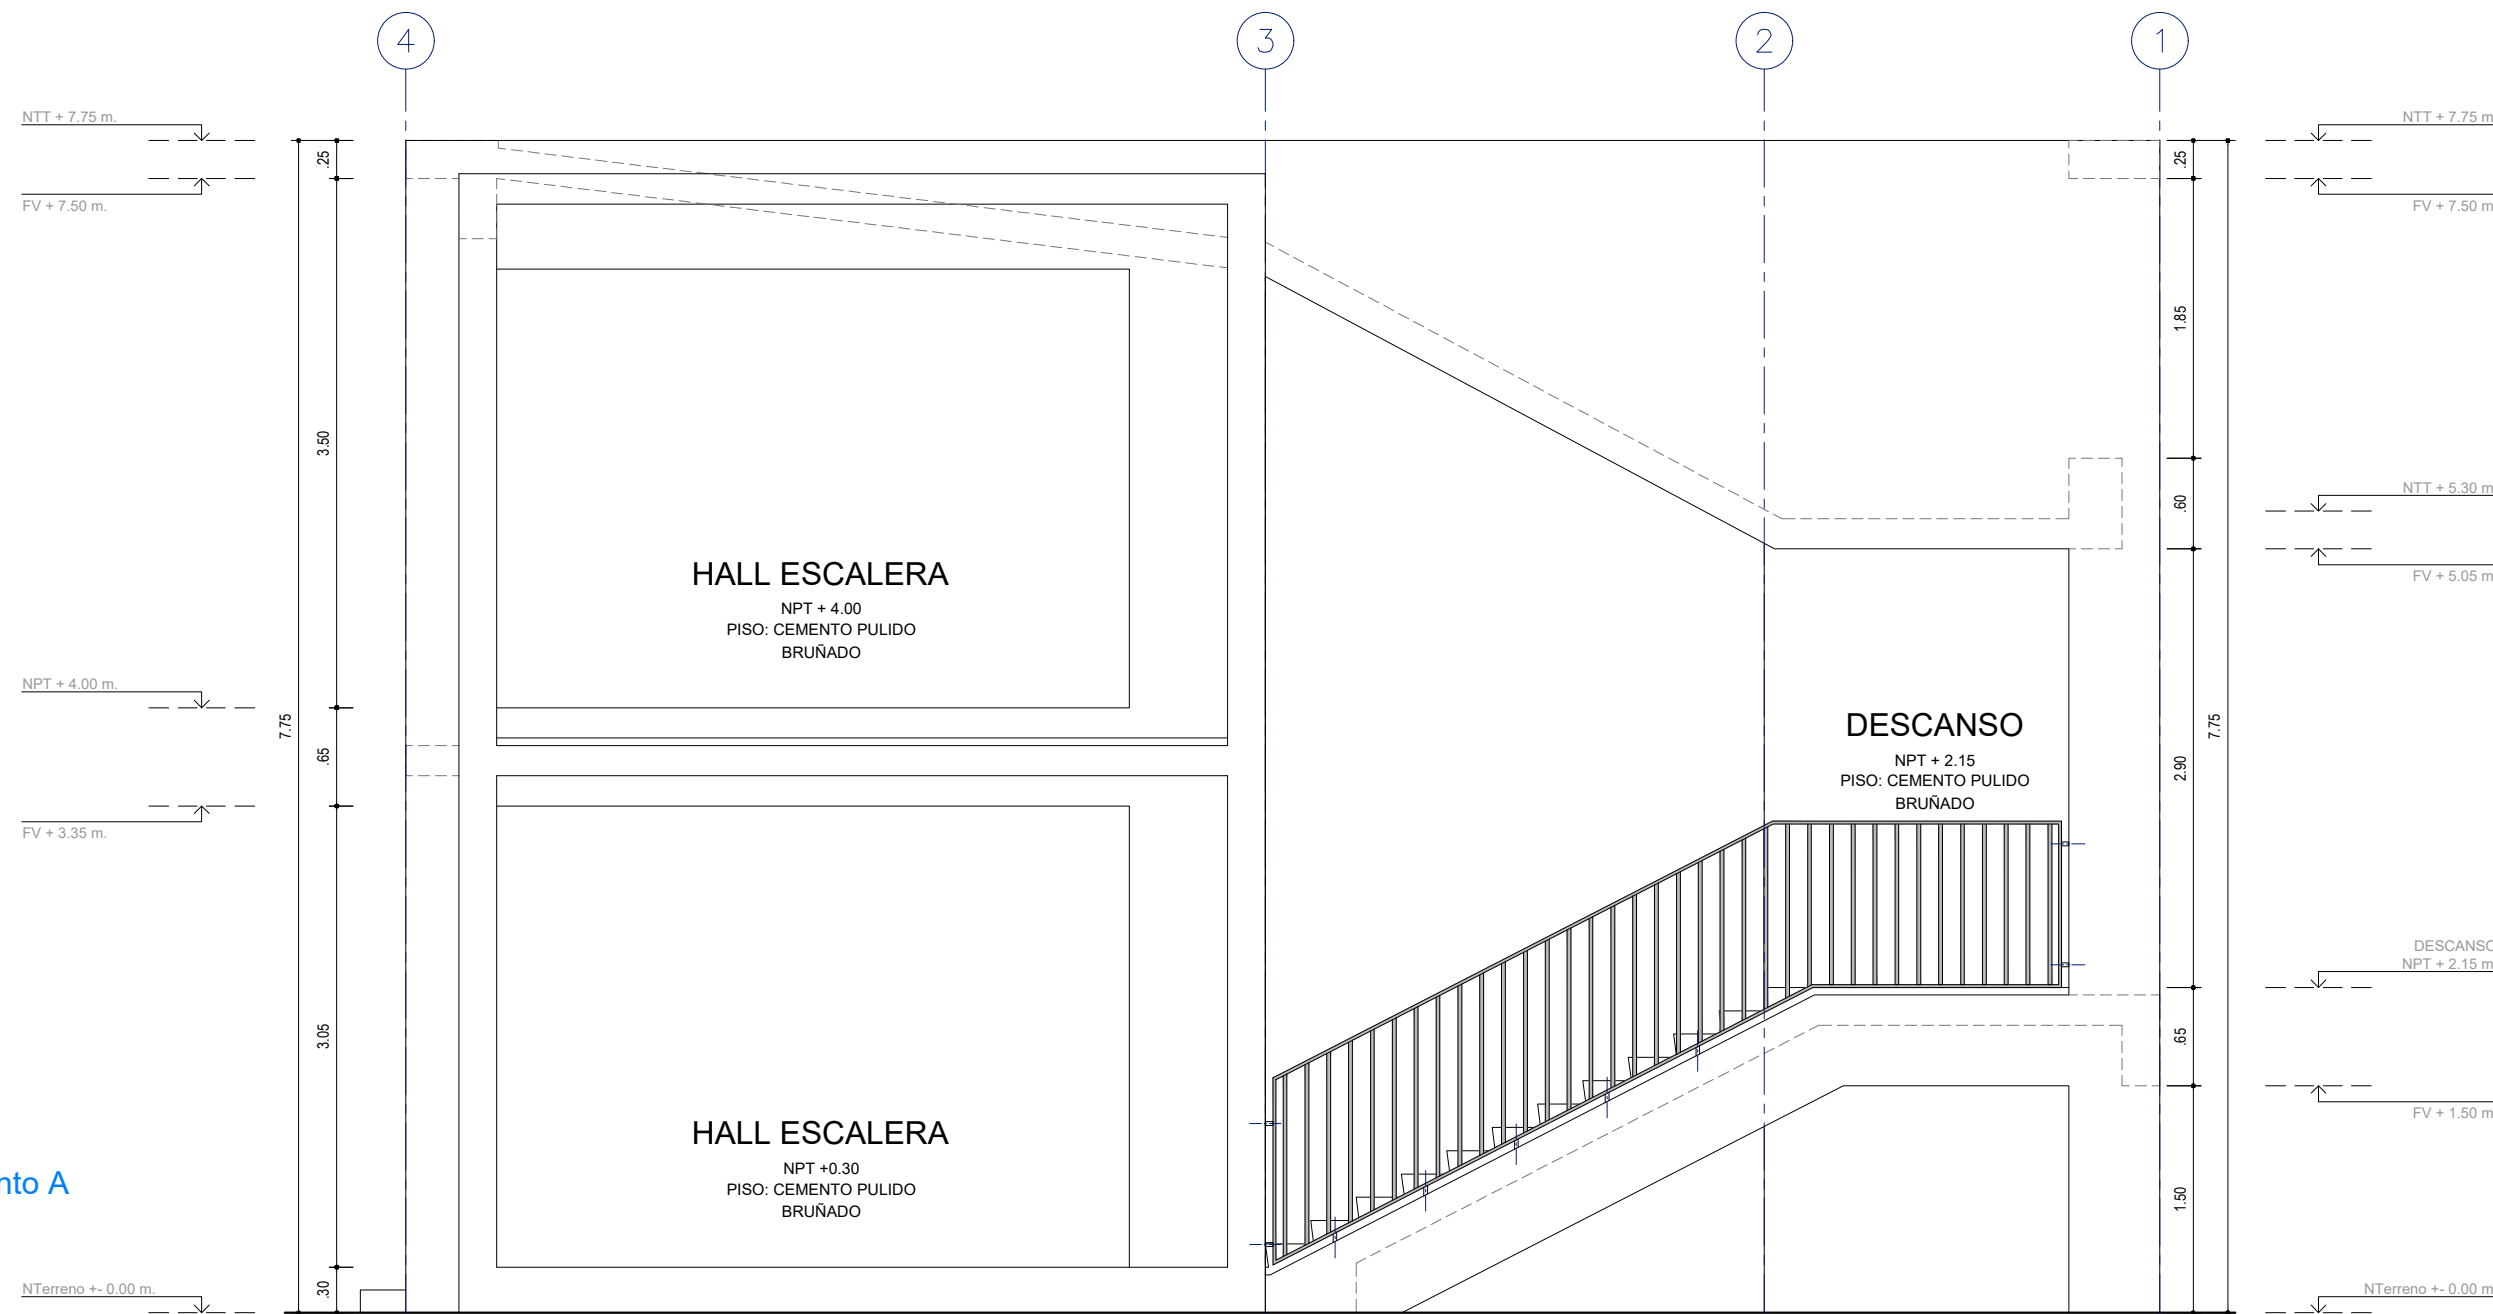 4
3
2
1
NTT + 7.75 m.
NTT + 7.75 m
.25
.25
FV + 7.50 m.
FV + 7.50 m
1.85
3.50
NTT + 5.30 m
.60
FV + 5.05 m
HALL ESCALERA
NPT + 4.00
PISO: CEMENTO PULIDO
BRUÑADO
NPT + 4.00 m.
7.75
7.75
.65
DESCANSO
NPT + 2.15
PISO: CEMENTO PULIDO
BRUÑADO
2.90
FV + 3.35 m.
DESCANSO
NPT + 2.15 m
3.05
.65
FV + 1.50 m
HALL ESCALERA
NPT +0.30
PISO: CEMENTO PULIDO
BRUÑADO
nto A
1.50
NTerreno +- 0.00 m.
.30
NTerreno +- 0.00 m